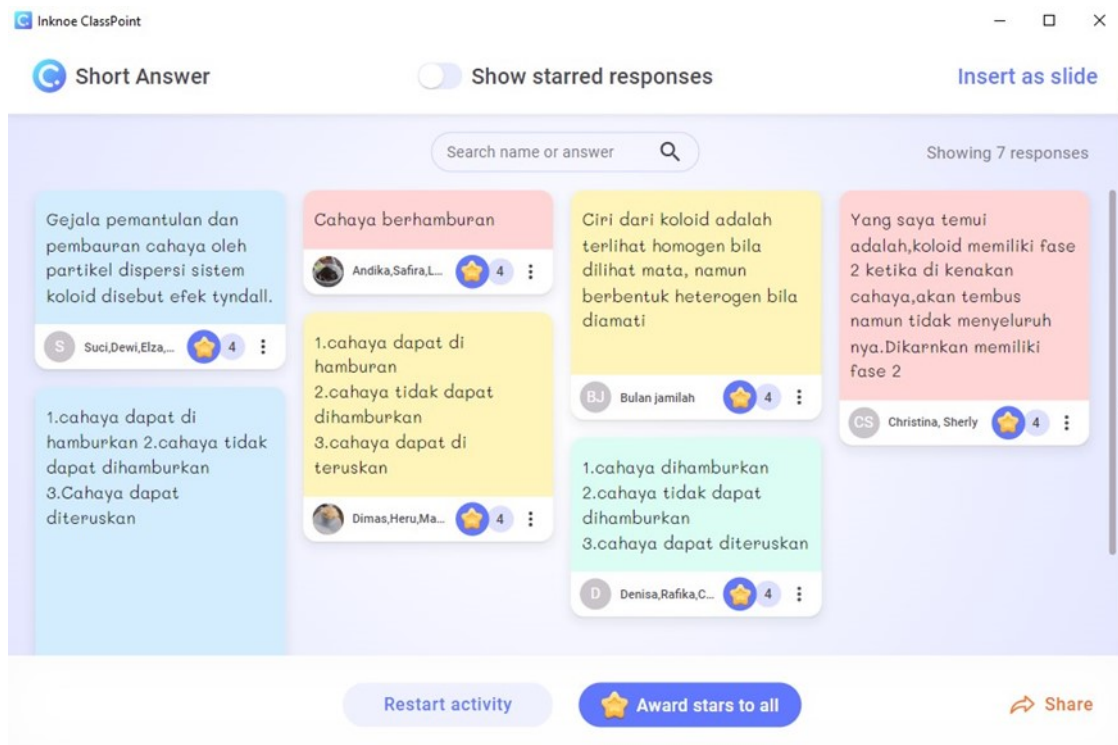 Inknoe ClassPoint
Short Answer
Show starred responses
Insert as slide
Search name or answer
Showing 7 responses
Gejala pemantulan dan
pembauran cahaya oleh
partikel dispersi sistem
koloid disebut efek tyndall.
S
Suci,Dewi,Elza,...
4
1.cahaya dapat di
hamburkan 2.cahaya tidak
dapat dihamburkan
3.Cahaya dapat
diteruskan
Cahaya berhamburan
Andika,Safira,L...
4
1.cahaya dapat di
hamburan
2.cahaya tidak dapat
dihamburkan
3.cahaya dapat di
teruskan
Dimas,Heru,Ma...
4
Ciri dari koloid adalah
terlihat homogen bila
dilihat mata, namun
berbentuk heterogen bila
diamati
BJ
Bulan jamilah
4
1.cahaya dihamburkan
2.cahaya tidak dapat
dihamburkan
3.cahaya dapat diteruskan
D
Denisa,Rafika,C...
4
Yang saya temui
adalah,koloid memiliki fase
2 ketika di kenakan
cahaya,akan tembus
namun tidak menyeluruh
nya.Dikarnkan memiliki
fase 2
CS
Christina, Sherly
4
Restart activity
Award stars to all
Share